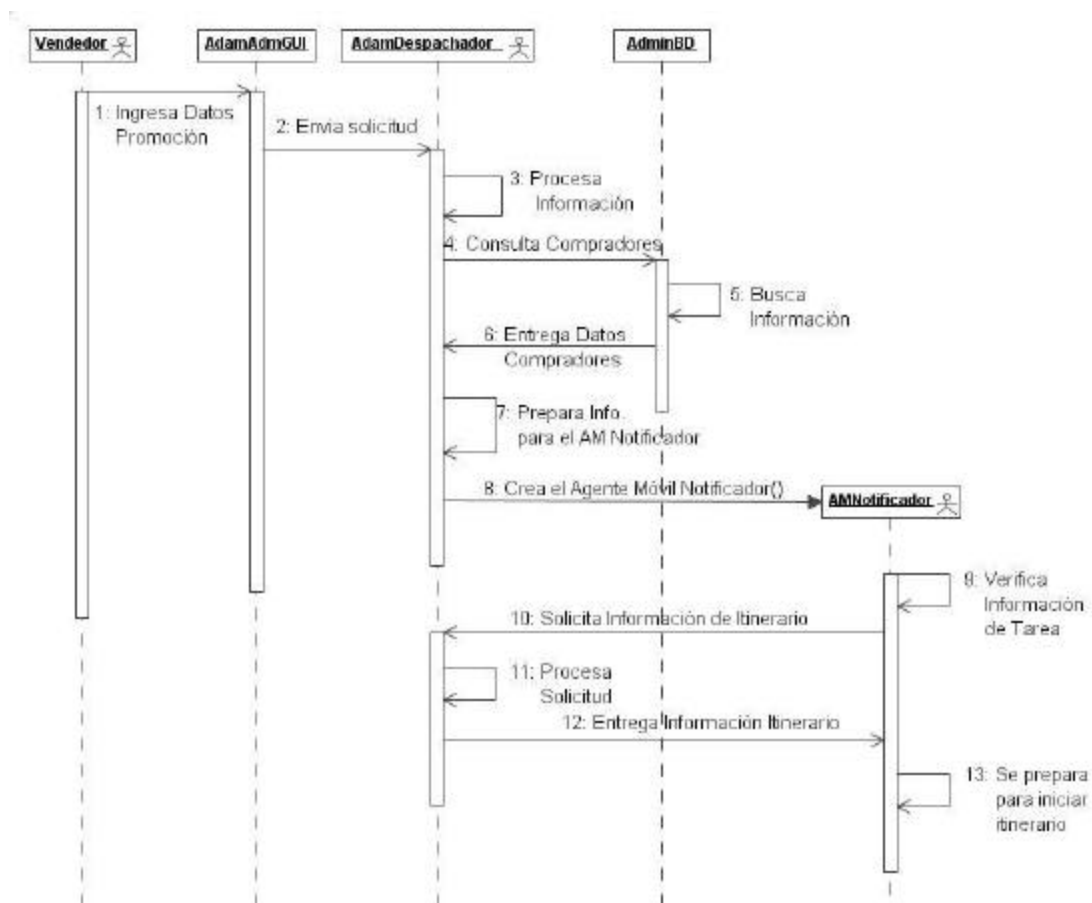 Vendedor AdamAdmGUI AdamDespachador AdminBD
1: Ingresa Datos
Promoción
2: Envia solicitud
3: Procesa
Información
4: Consulta Compradores
5: Busca
Información
6: Entrega Datos
Compradores
7: Prepara Info.
para el AM Notificador
8: Crea el Agente Móvil Notificador()
AMNotificador
9: Verifica
Información
de Tarea
10: Solicita Información de Itinerario
11: Procesa
Solicitud
12: Entrega Información Itinerario
13: Se prepara
para iniciar
itinerario